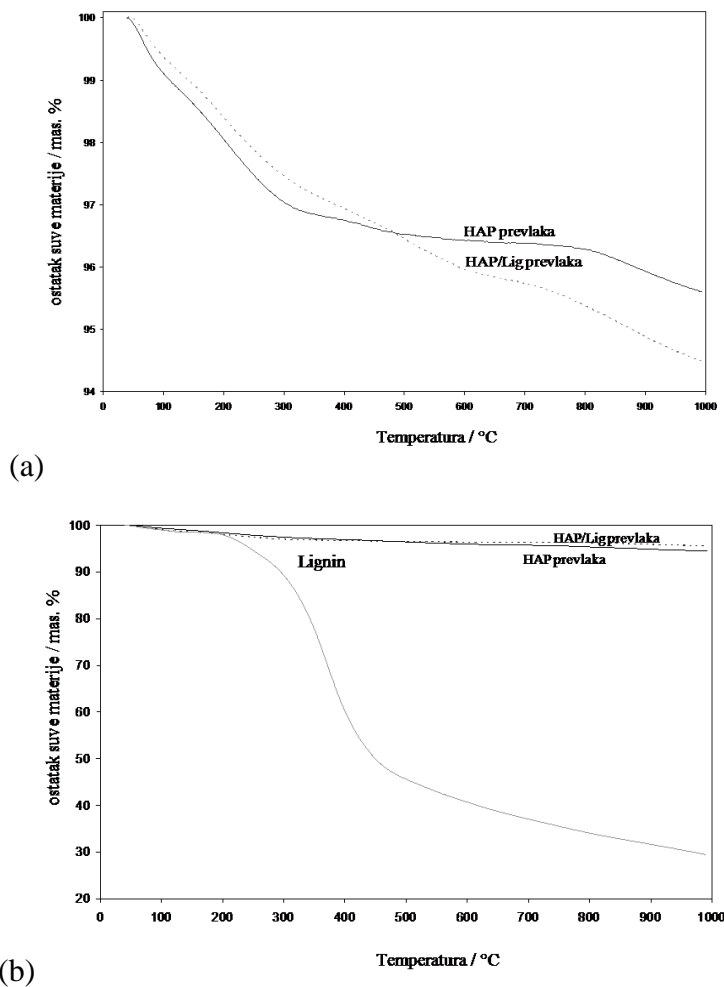 100
99
98
97
96
95
94
ostatak suve materije / mas. %
HAP prevlaka
HAP/Lig prevlaka
0 100 200 300 400 500 600 700 800 900 1000
Temperatura / °C
(a)
100
90
80
70
60
50
40
30
20
ostatak suve materije / mas. %
HAP/Lig prevlaka
Lignin
HAP prevlaka
0 100 200 300 400 500 600 700 800 900 1000
Temperatura / °C
(b)